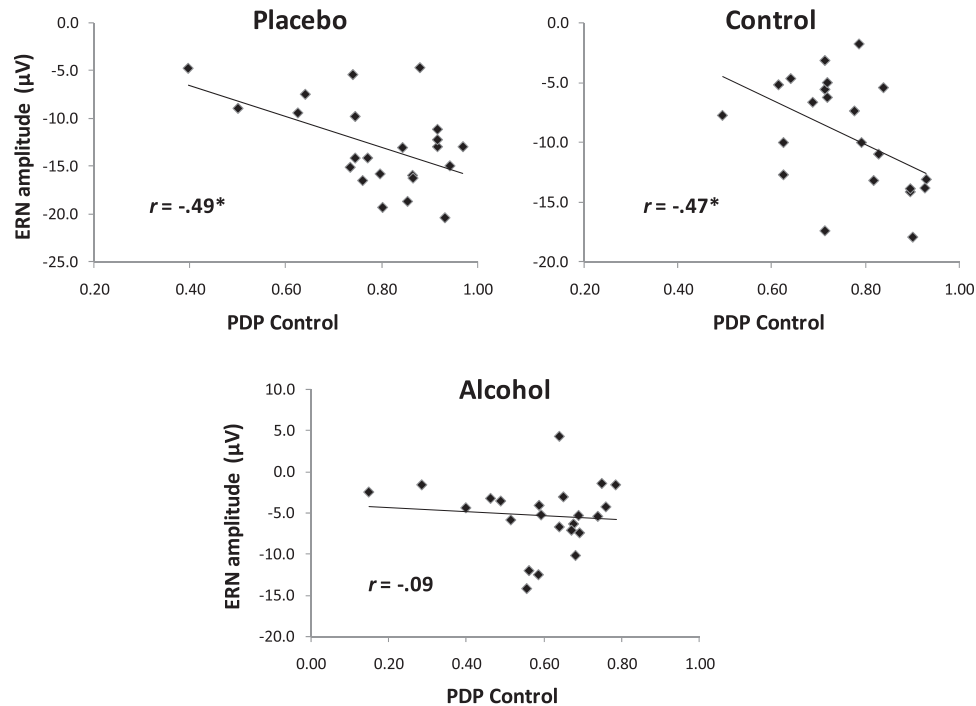 Placebo
ERN amplitude (µV)
0.0
-5.0
-10.0
-15.0
-20.0
-25.0
r = -.49*
0.20 0.40 0.60 0.80 1.00
PDP Control
Control
0.0
-5.0
-10.0
-15.0
-20.0
r = -.47*
0.20 0.40 0.60 0.80 1.00
PDP Control
Alcohol
ERN amplitude (µV)
10.0
5.0
0.0
-5.0
-10.0
-15.0
-20.0
r = -.09
0.00 0.20 0.40 0.60 0.80 1.00
PDP Control